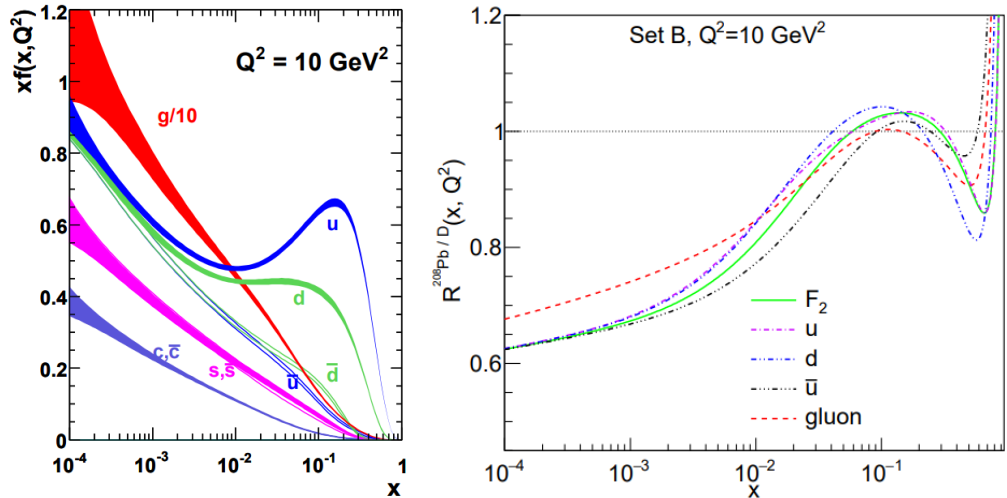 xf(x,Q²)
1.2
1
0.8
0.6
0.4
0.2
0
Q² = 10 GeV²
g/10
u
d
c,c̅
s,s̅
u̅
d̅
10⁻⁴
10⁻³
10⁻²
10⁻¹
1
x
R ²⁰⁸Pb / D(x, Q²)
1.2
1
0.8
0.6
Set B, Q²=10 GeV²
F₂
u
d
u̅
gluon
10⁻⁴
10⁻³
10⁻²
10⁻¹
x